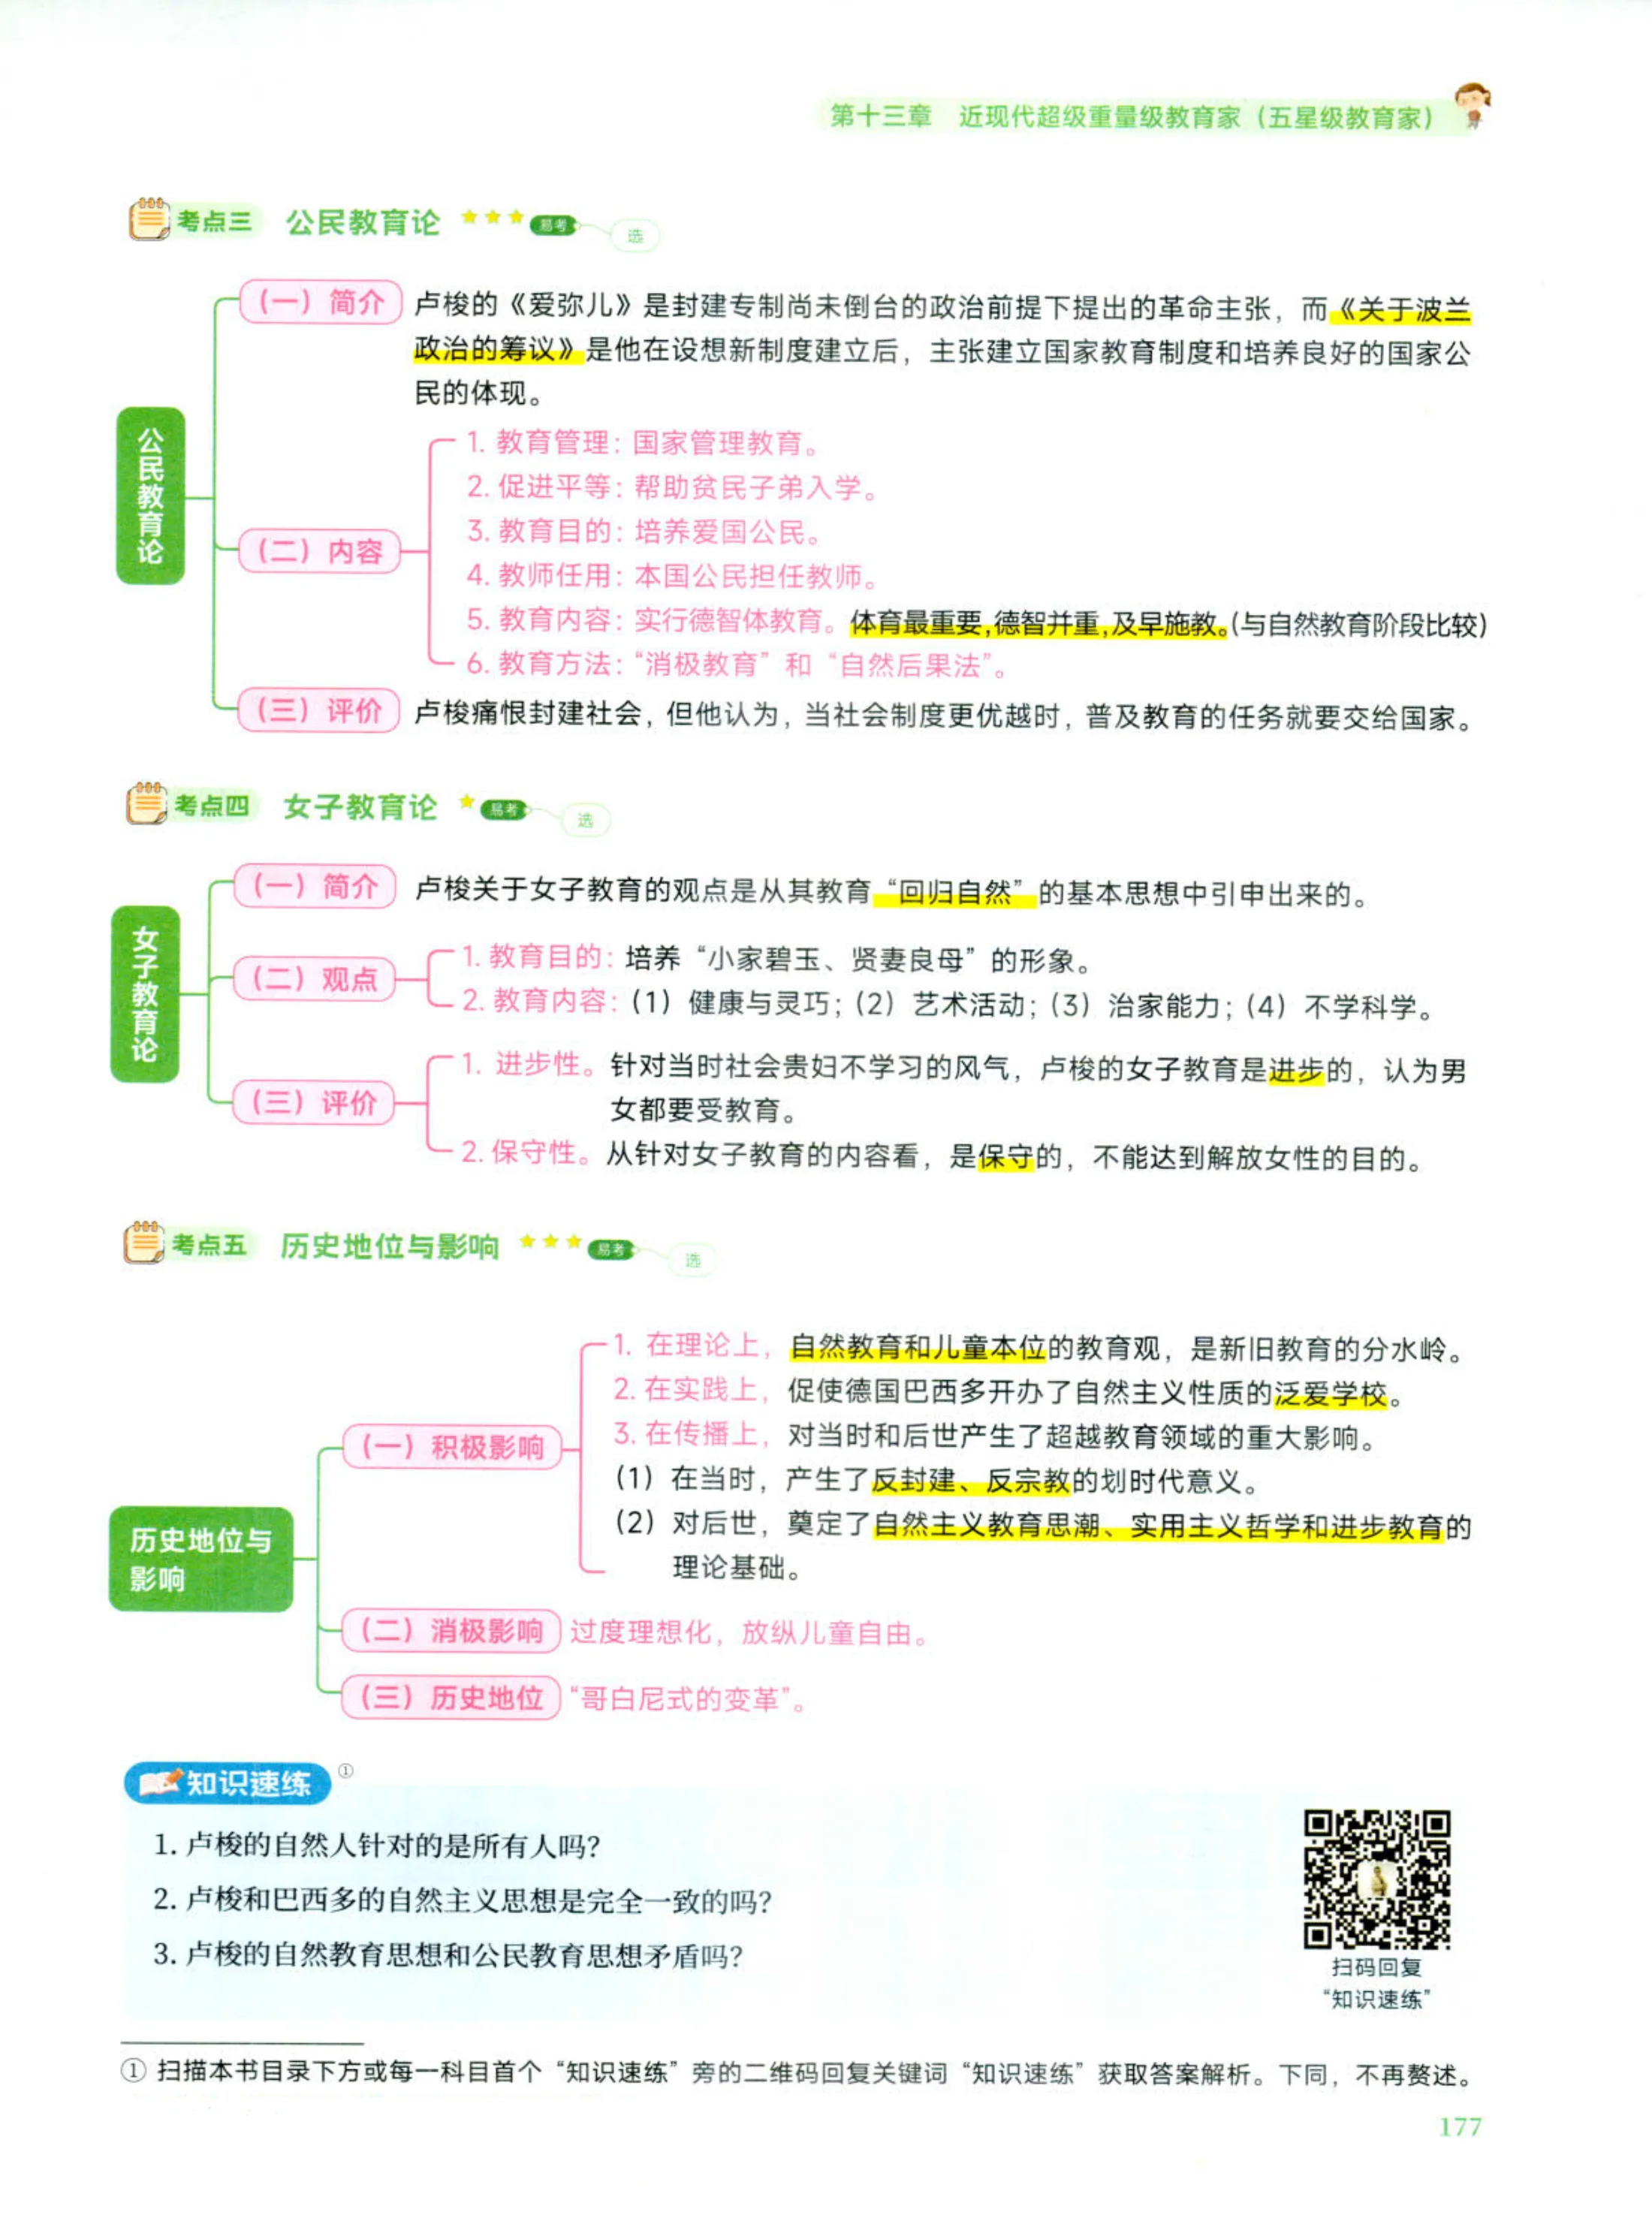 第十三章 近现代超级重量级教育家（五星级教育家）
考点三 公民教育论 易考 选
公民教育论
（一）简介 卢梭的《爱弥儿》是封建专制尚未倒台的政治前提下提出的革命主张，而《关于波兰
政治的筹议》是他在设想新制度建立后，主张建立国家教育制度和培养良好的国家公
民的体现。
（二）内容
1. 教育管理：国家管理教育。
2. 促进平等：帮助贫民子弟入学。
3. 教育目的：培养爱国公民。
4. 教师任用：本国公民担任教师。
5. 教育内容：实行德智体教育。体育最重要,德智并重,及早施教。(与自然教育阶段比较)
6. 教育方法：“消极教育”和“自然后果法”。
（三）评价 卢梭痛恨封建社会，但他认为，当社会制度更优越时，普及教育的任务就要交给国家。
考点四 女子教育论 易考 选
女子教育论
（一）简介 卢梭关于女子教育的观点是从其教育“回归自然”的基本思想中引申出来的。
（二）观点
1. 教育目的：培养“小家碧玉、贤妻良母”的形象。
2. 教育内容：（1）健康与灵巧；（2）艺术活动；（3）治家能力；（4）不学科学。
（三）评价
1. 进步性。针对当时社会贵妇不学习的风气，卢梭的女子教育是进步的，认为男
女都要受教育。
2. 保守性。从针对女子教育的内容看，是保守的，不能达到解放女性的目的。
考点五 历史地位与影响 易考 选
历史地位与
影响
（一）积极影响
1. 在理论上，自然教育和儿童本位的教育观，是新旧教育的分水岭。
2. 在实践上，促使德国巴西多开办了自然主义性质的泛爱学校。
3. 在传播上，对当时和后世产生了超越教育领域的重大影响。
（1）在当时，产生了反封建、反宗教的划时代意义。
（2）对后世，奠定了自然主义教育思潮、实用主义哲学和进步教育的
理论基础。
（二）消极影响 过度理想化，放纵儿童自由。
（三）历史地位 “哥白尼式的变革”。
知识速练 ①
1. 卢梭的自然人针对的是所有人吗？
2. 卢梭和巴西多的自然主义思想是完全一致的吗？
3. 卢梭的自然教育思想和公民教育思想矛盾吗？
扫码回复
“知识速练”
① 扫描本书目录下方或每一科目首个“知识速练”旁的二维码回复关键词“知识速练”获取答案解析。下同，不再赘述。
177